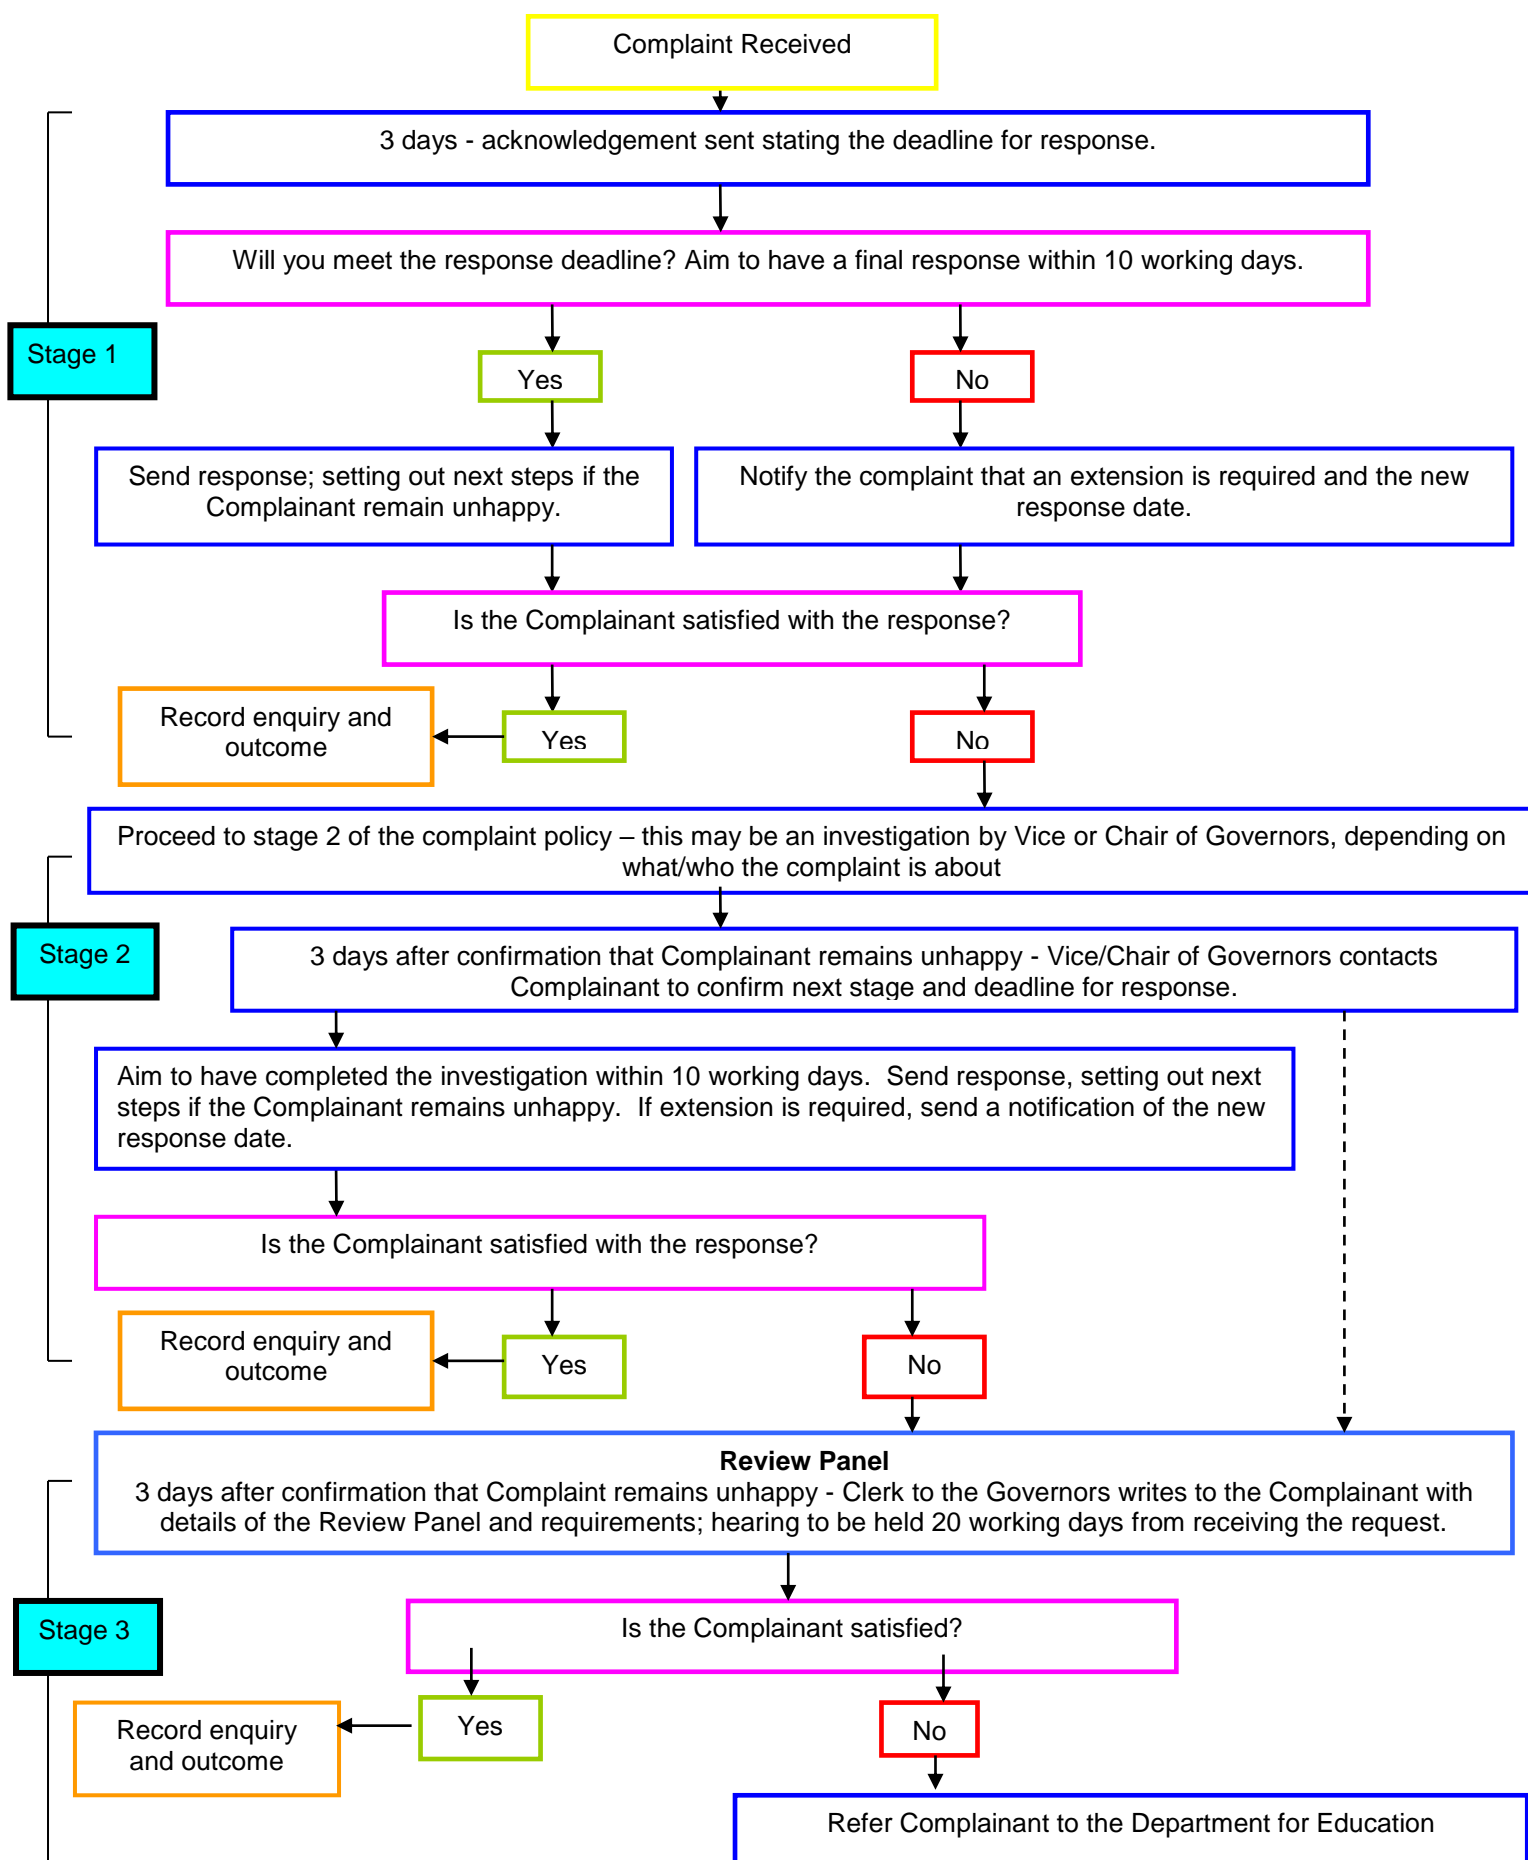 Complaint Received
3 days - acknowledgement sent stating the deadline for response.
Will you meet the response deadline? Aim to have a final response within 10 working days.
Stage 1
Yes
No
Send response; setting out next steps if the
Complainant remain unhappy.
Notify the complaint that an extension is required and the new
response date.
Is the Complainant satisfied with the response?
Record enquiry and
outcome
Yes
No
Proceed to stage 2 of the complaint policy – this may be an investigation by Vice or Chair of Governors, depending on
what/who the complaint is about
Stage 2
3 days after confirmation that Complainant remains unhappy - Vice/Chair of Governors contacts
Complainant to confirm next stage and deadline for response.
Aim to have completed the investigation within 10 working days.  Send response, setting out next
steps if the Complainant remains unhappy.  If extension is required, send a notification of the new
response date.
Is the Complainant satisfied with the response?
Record enquiry and
outcome
Yes
No
Review Panel
3 days after confirmation that Complaint remains unhappy - Clerk to the Governors writes to the Complainant with
details of the Review Panel and requirements; hearing to be held 20 working days from receiving the request.
Stage 3
Is the Complainant satisfied?
Record enquiry
and outcome
Yes
No
Refer Complainant to the Department for Education